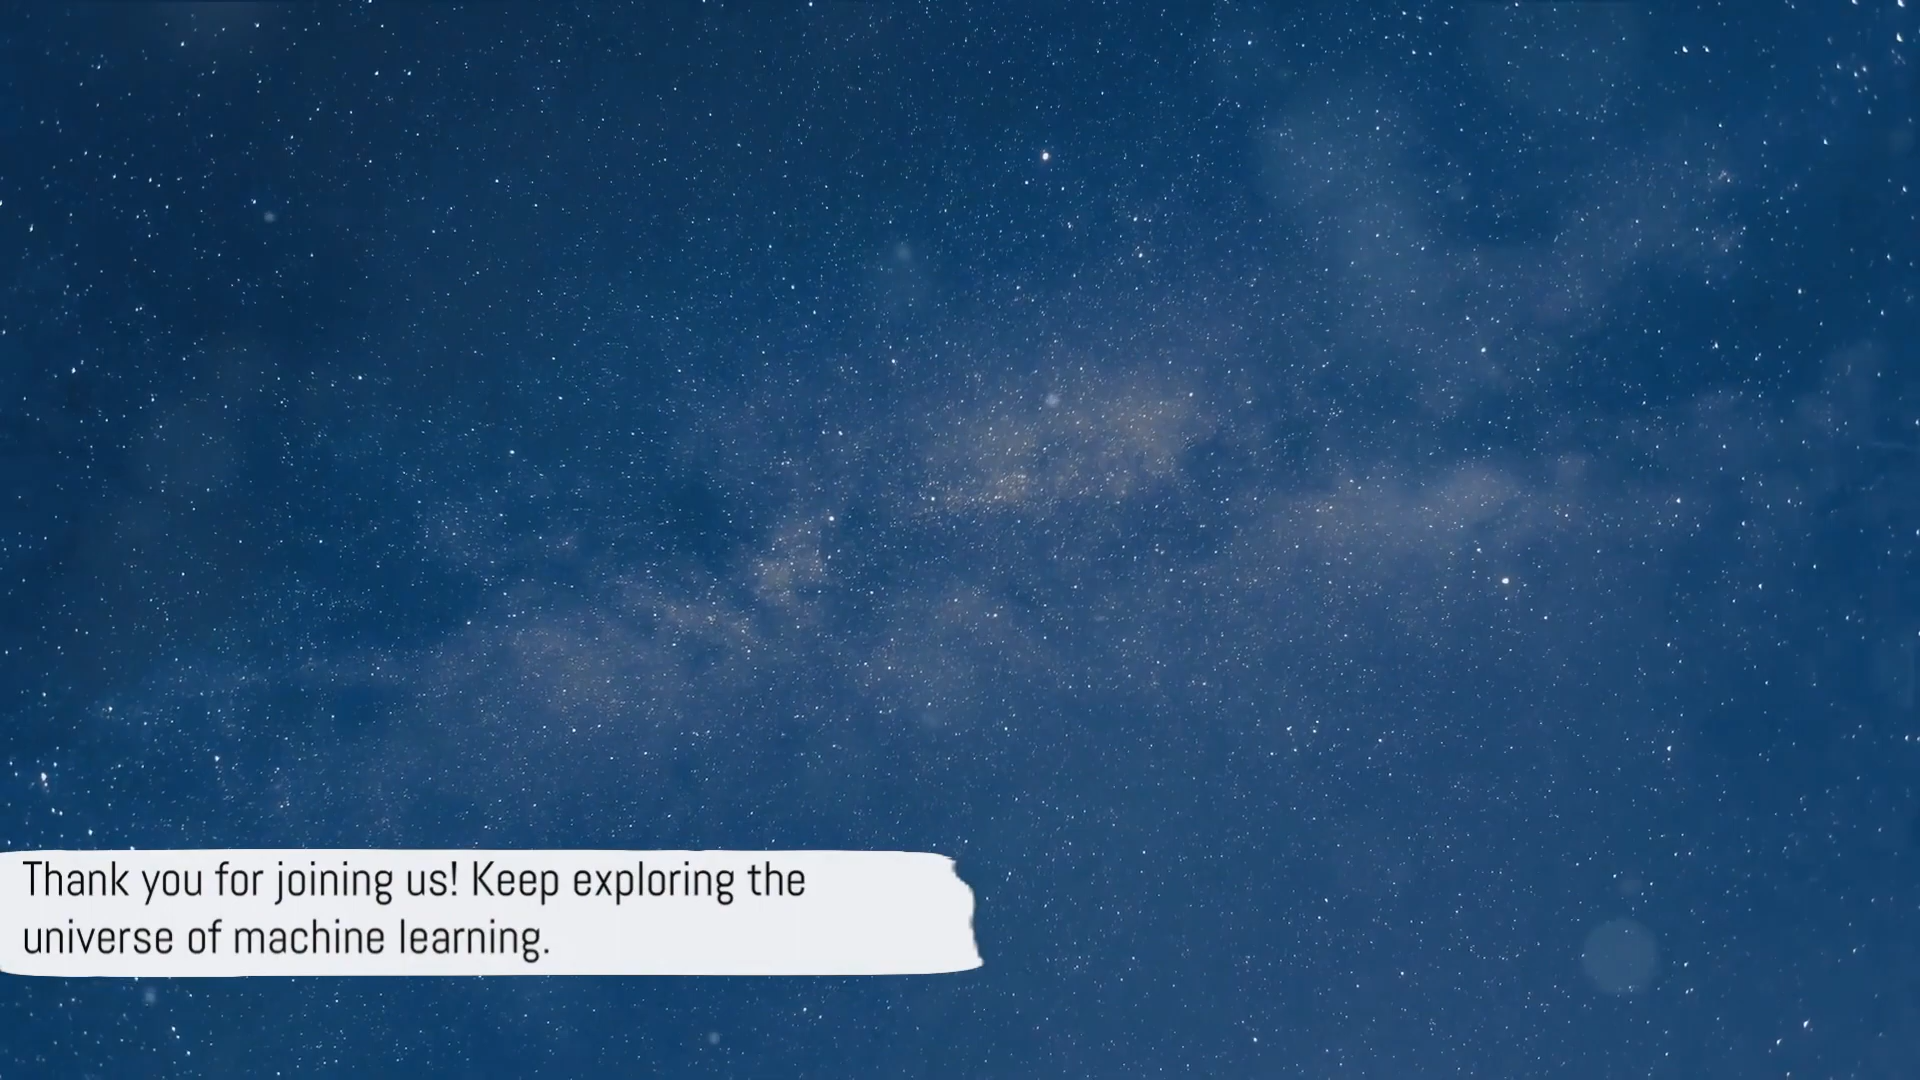 Thank you for joining us! Keep exploring the
universe of machine learning.